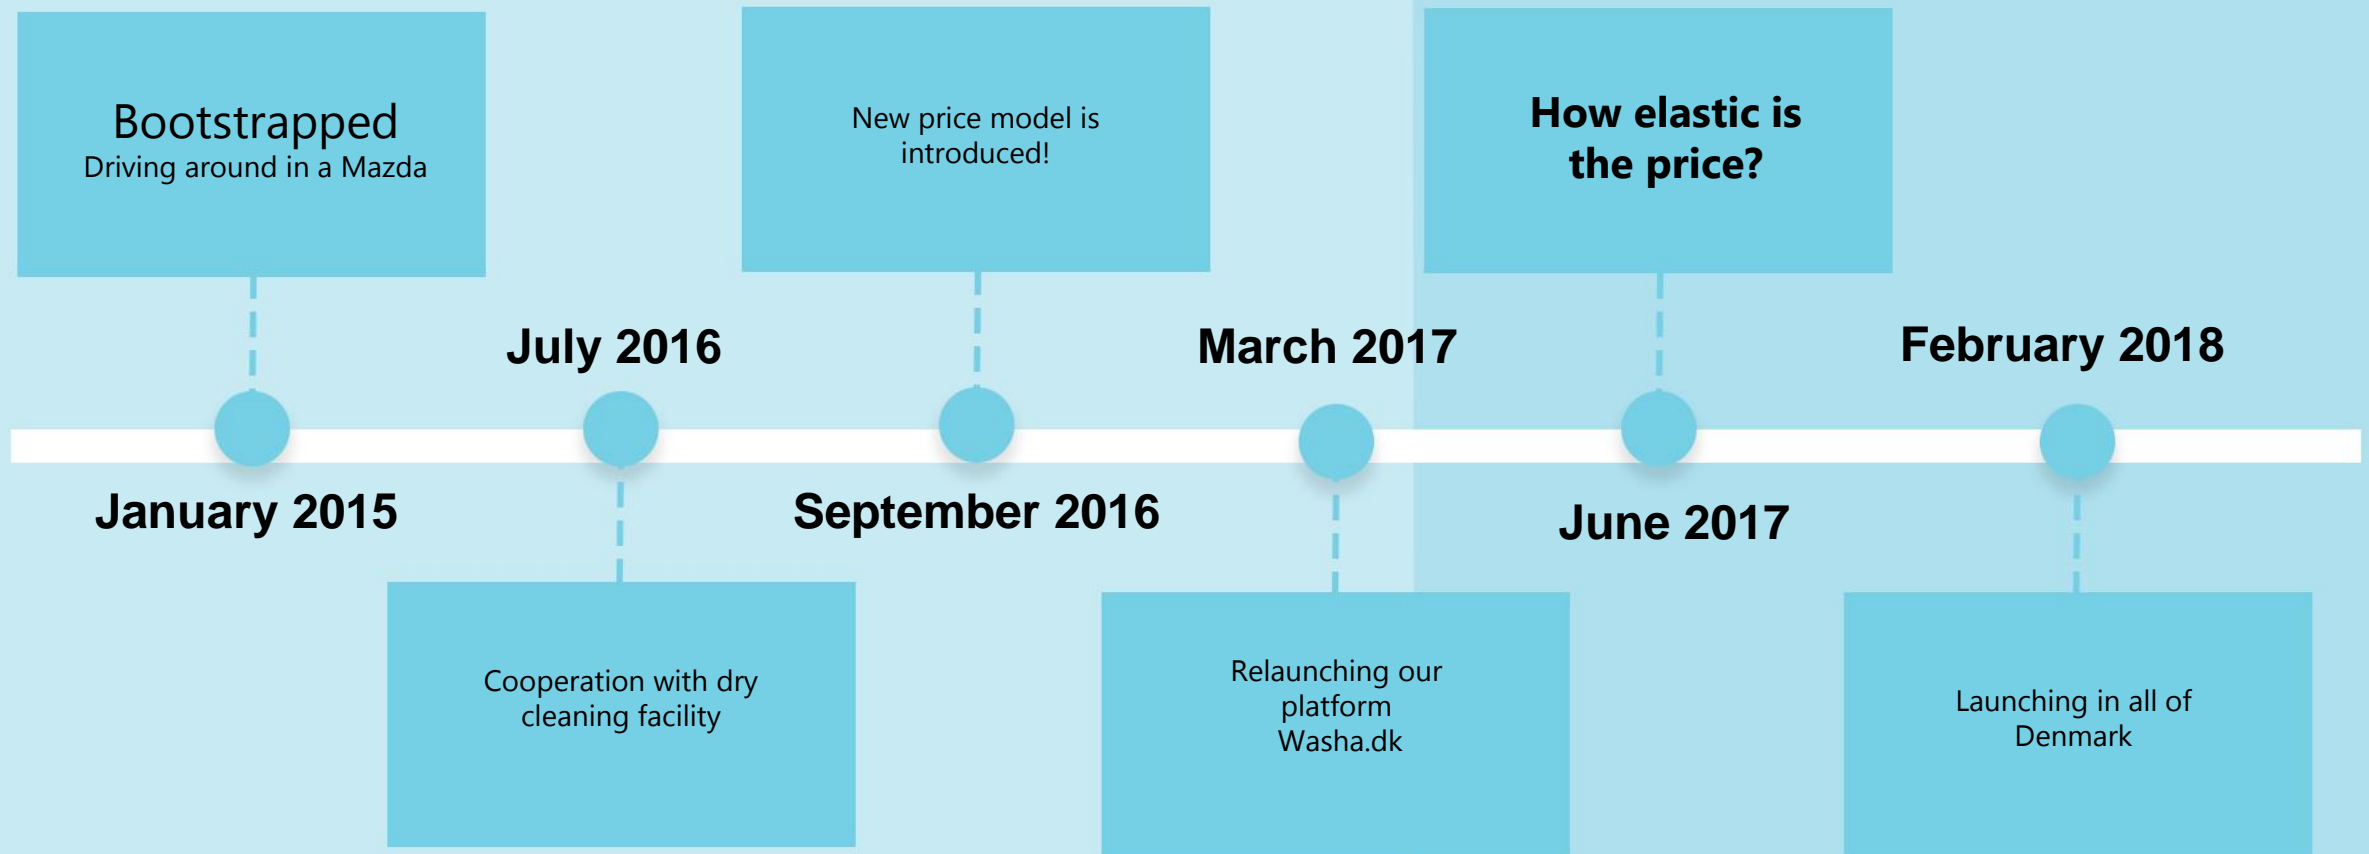 Bootstrapped
Driving around in a Mazda
New price model is
introduced!
How elastic is
the price?
July 2016
March 2017
February 2018
January 2015
September 2016
June 2017
Cooperation with dry
cleaning facility
Relaunching our
platform
Washa.dk
Launching in all of
Denmark